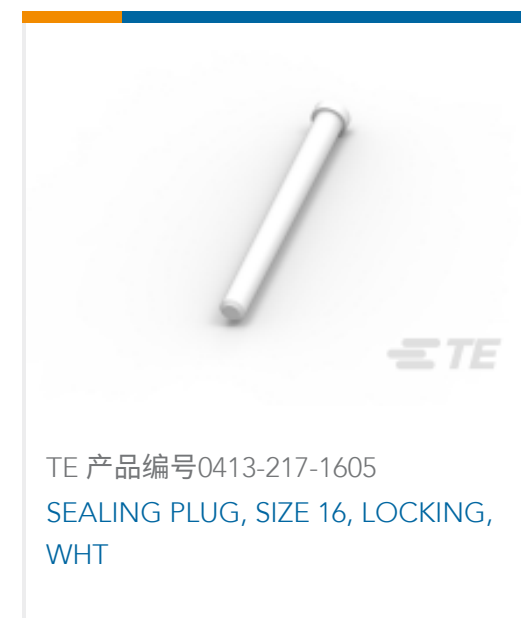 TE
TE 产品编号0413-217-1605
SEALING PLUG, SIZE 16, LOCKING,
WHT